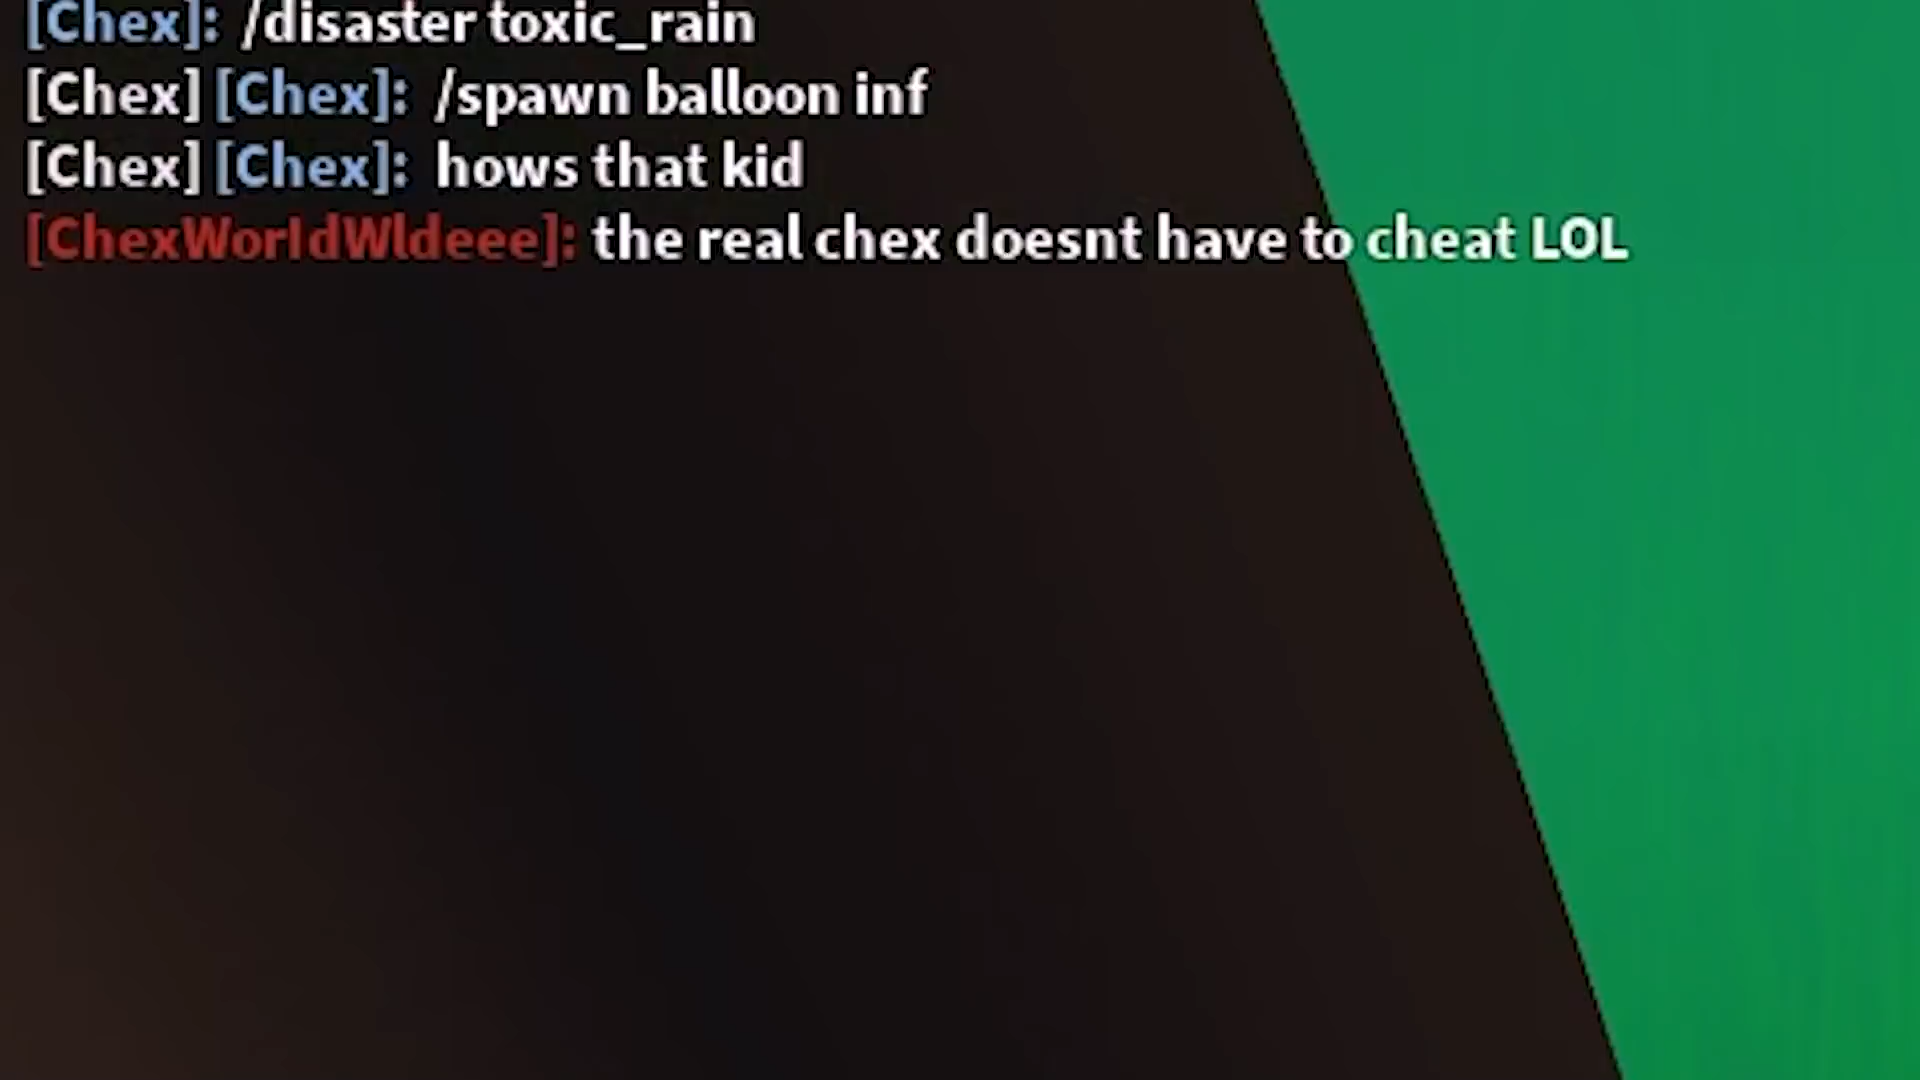 [Chex]: /disaster toxic_rain
[Chex] [Chex]: /spawn balloon inf
[Chex] [Chex]: hows that kid
[ChexWorIdWldeee]: the real chex doesnt have to cheat LOL